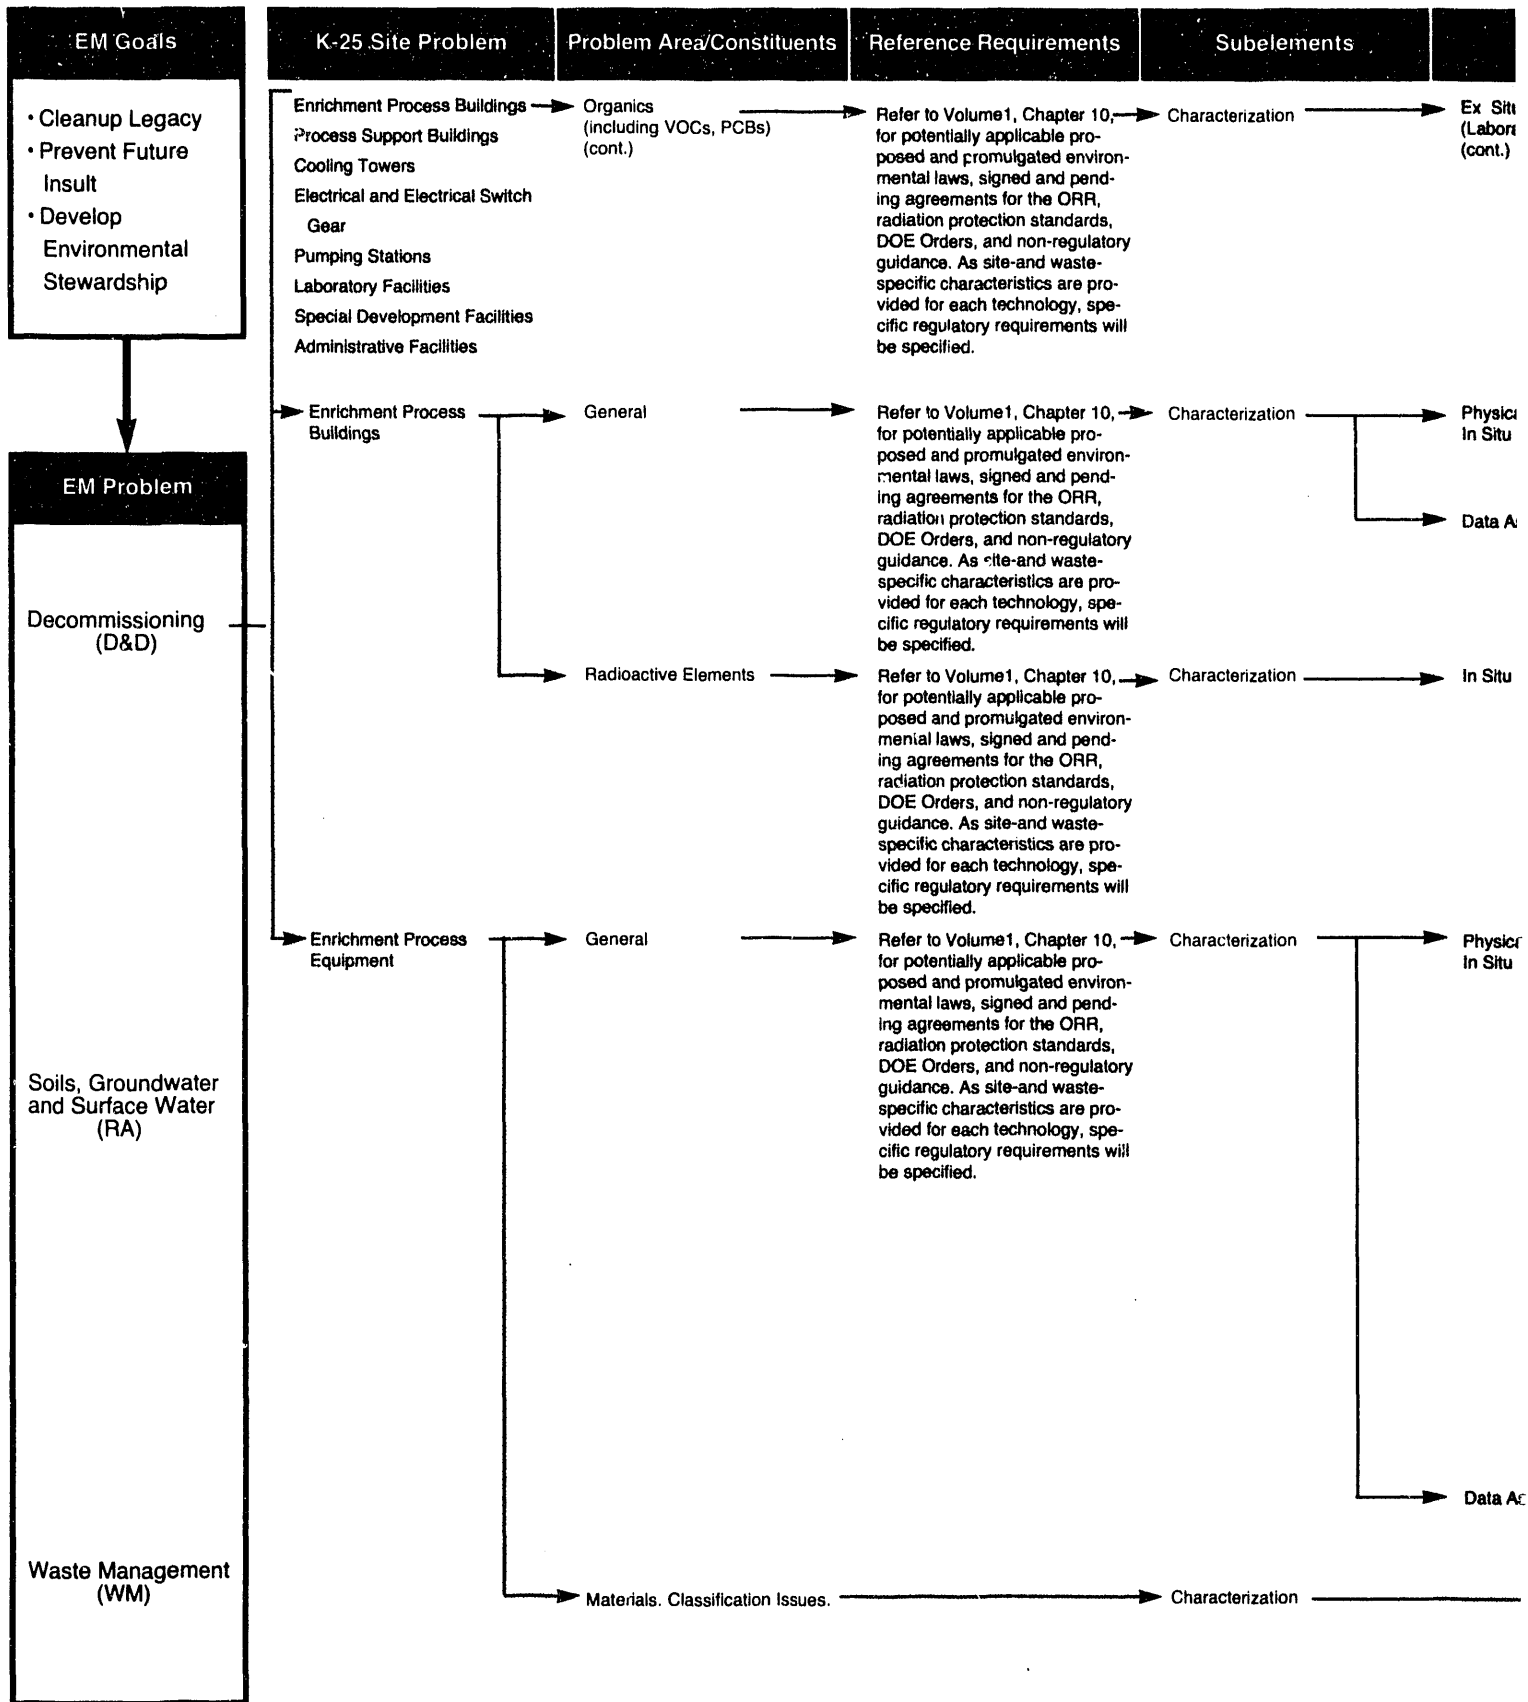 EM Goals
• Cleanup Legacy
• Prevent Future
Insult
• Develop
Environmental
Stewardship
EM Problem
Decommissioning
(D&D)
Soils, Groundwater
and Surface Water
(RA)
Waste Management
(WM)
K-25 Site Problem
Problem Area/Constituents
Reference Requirements
Subelements
Enrichment Process Buildings
Process Support Buildings
Cooling Towers
Electrical and Electrical Switch
Gear
Pumping Stations
Laboratory Facilities
Special Development Facilities
Administrative Facilities
Organics
(including VOCs, PCBs)
(cont.)
Refer to Volume1, Chapter 10,
for potentially applicable pro-
posed and promulgated environ-
mental laws, signed and pend-
ing agreements for the ORR,
radiation protection standards,
DOE Orders, and non-regulatory
guidance. As site-and waste-
specific characteristics are pro-
vided for each technology, spe-
cific regulatory requirements will
be specified.
Characterization
Ex Situ
(Labora
(cont.)
Enrichment Process
Buildings
General
Refer to Volume1, Chapter 10,
for potentially applicable pro-
posed and promulgated environ-
mental laws, signed and pend-
ing agreements for the ORR,
radiation protection standards,
DOE Orders, and non-regulatory
guidance. As site-and waste-
specific characteristics are pro-
vided for each technology, spe-
cific regulatory requirements will
be specified.
Characterization
Physica
In Situ
Data A
Radioactive Elements
Refer to Volume1, Chapter 10,
for potentially applicable pro-
posed and promulgated environ-
mental laws, signed and pend-
ing agreements for the ORR,
radiation protection standards,
DOE Orders, and non-regulatory
guidance. As site-and waste-
specific characteristics are pro-
vided for each technology, spe-
cific regulatory requirements will
be specified.
Characterization
In Situ
Enrichment Process
Equipment
General
Refer to Volume1, Chapter 10,
for potentially applicable pro-
posed and promulgated environ-
mental laws, signed and pend-
ing agreements for the ORR,
radiation protection standards,
DOE Orders, and non-regulatory
guidance. As site-and waste-
specific characteristics are pro-
vided for each technology, spe-
cific regulatory requirements will
be specified.
Characterization
Physic
In Situ
Data A
Materials. Classification Issues.
Characterization